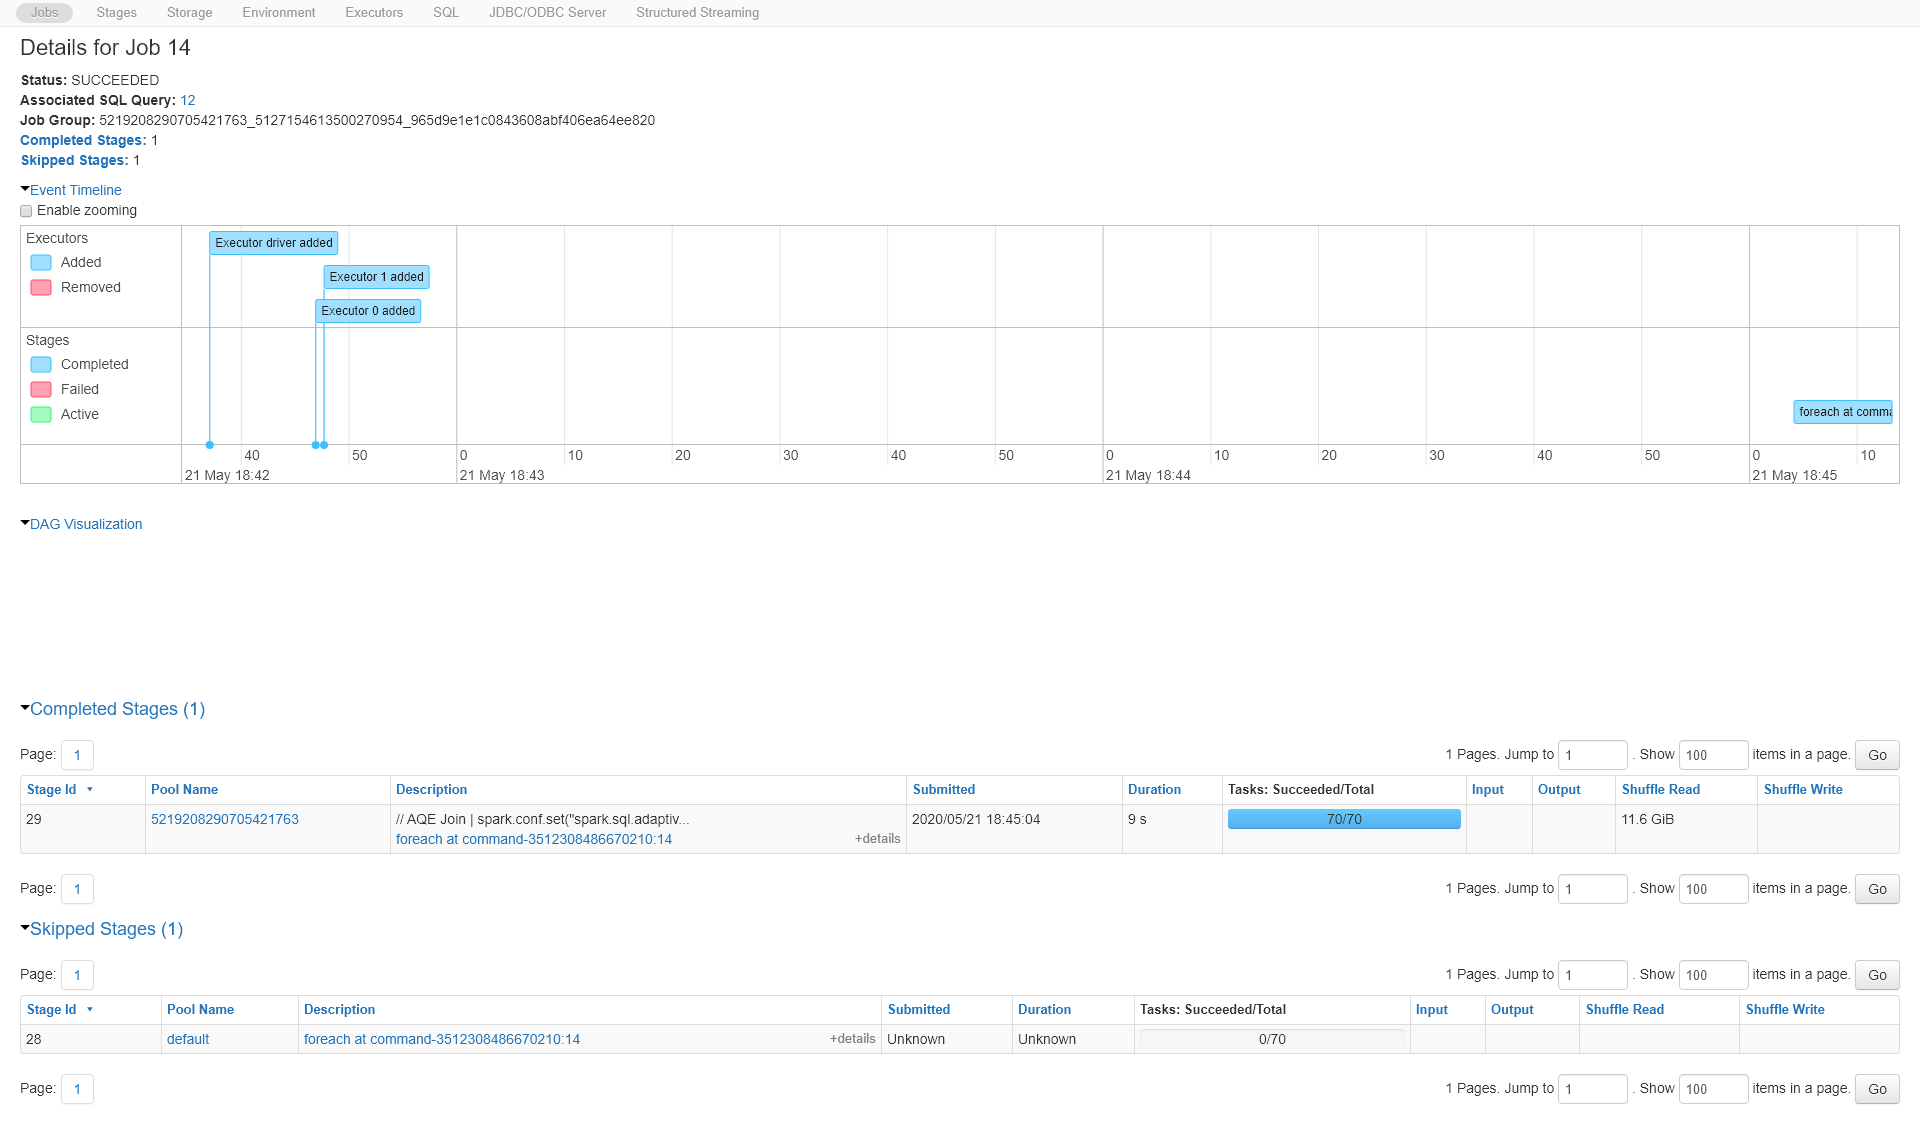 Jobs Stages Storage Environment Executors SQL JDBC/ODBC Server Structured Streaming
Details for Job 14
Status: SUCCEEDED
Associated SQL Query: 12
Job Group: 5219208290705421763_5127154613500270954_965d9e1e1c0843608abf406ea64ee820
Completed Stages: 1
Skipped Stages: 1
Event Timeline
Enable zooming
Executors
Added
Removed
Executor driver added
Executor 1 added
Executor 0 added
Stages
Completed
Failed
Active
foreach at comma
40 50 0 10 20 30 40 50 0 10 20 30 40 50 0 10
21 May 18:42 21 May 18:43 21 May 18:44 21 May 18:45
DAG Visualization
Completed Stages (1)
Page: 1 1 Pages. Jump to 1 . Show 100 items in a page. Go
Stage Id Pool Name Description Submitted Duration Tasks: Succeeded/Total Input Output Shuffle Read Shuffle Write
29 5219208290705421763 // AQE Join | spark.conf.set("spark.sql.adaptiv... 2020/05/21 18:45:04 9 s 70/70 11.6 GiB
foreach at command-3512308486670210:14 +details
Page: 1 1 Pages. Jump to 1 . Show 100 items in a page. Go
Skipped Stages (1)
Page: 1 1 Pages. Jump to 1 . Show 100 items in a page. Go
Stage Id Pool Name Description Submitted Duration Tasks: Succeeded/Total Input Output Shuffle Read Shuffle Write
28 default foreach at command-3512308486670210:14 +details Unknown Unknown 0/70
Page: 1 1 Pages. Jump to 1 . Show 100 items in a page. Go